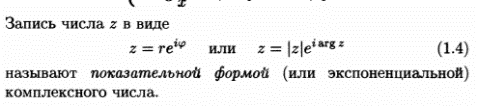 Запись числа z в виде
z = re^{iφ} или z = |z|e^{i arg z} (1.4)
называют показательной формой (или экспоненциальной)
комплексного числа.